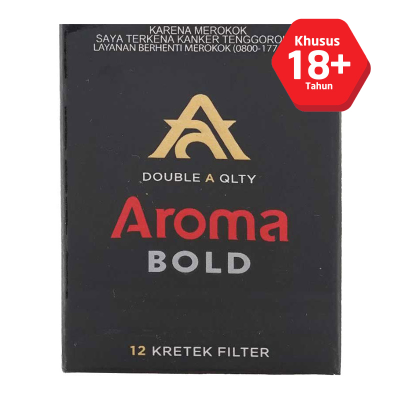 KARENA MEROKOK
SAYA TERKENA KANKER TENGGOROK
LAYANAN BERHENTI MEROKOK (0800-177
Khusus
18+
Tahun
DOUBLE A QLTY
Aroma
BOLD
12 KRETEK FILTER